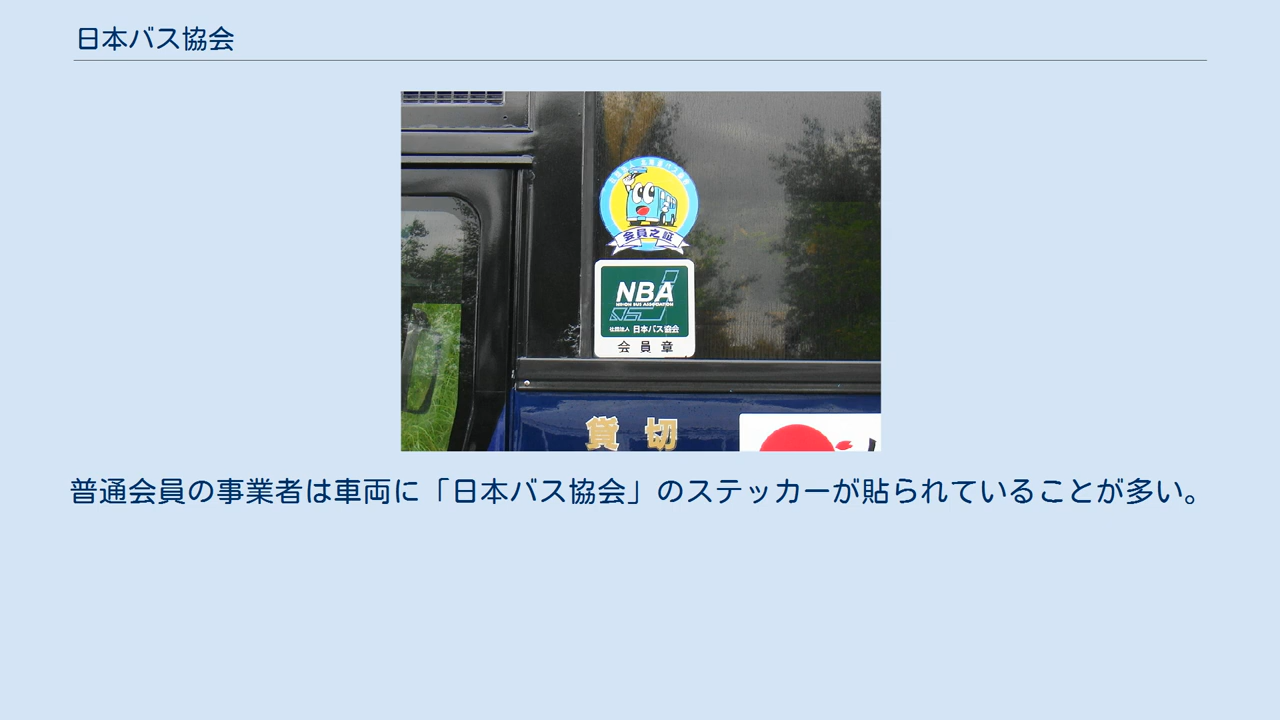 日本バス協会
会員之証
NBA
NIHON BUS ASSOCIATION
社団法人 日本バス協会
会員章
貸切
普通会員の事業者は車両に「日本バス協会」のステッカーが貼られていることが多い。